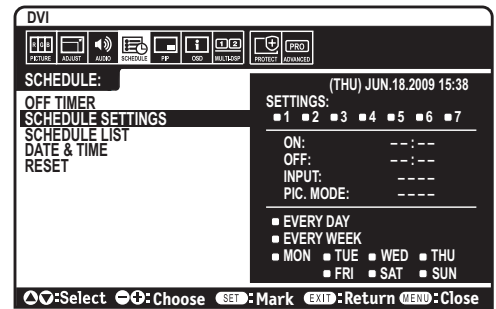 DVI
RGB
1 2
PRO
PICTURE ADJUST AUDIO SCHEDULE PIP OSD MULTI-DSP PROTECT ADVANCED
SCHEDULE:
OFF TIMER
SCHEDULE SETTINGS
SCHEDULE LIST
DATE & TIME
RESET
(THU) JUN.18.2009 15:38
SETTINGS:
1 2 3 4 5 6 7
ON: --:--
OFF: --:--
INPUT: ----
PIC. MODE: ----
EVERY DAY
EVERY WEEK
MON TUE WED THU
FRI SAT SUN
:Select :Choose SET:Mark EXIT:Return MENU:Close